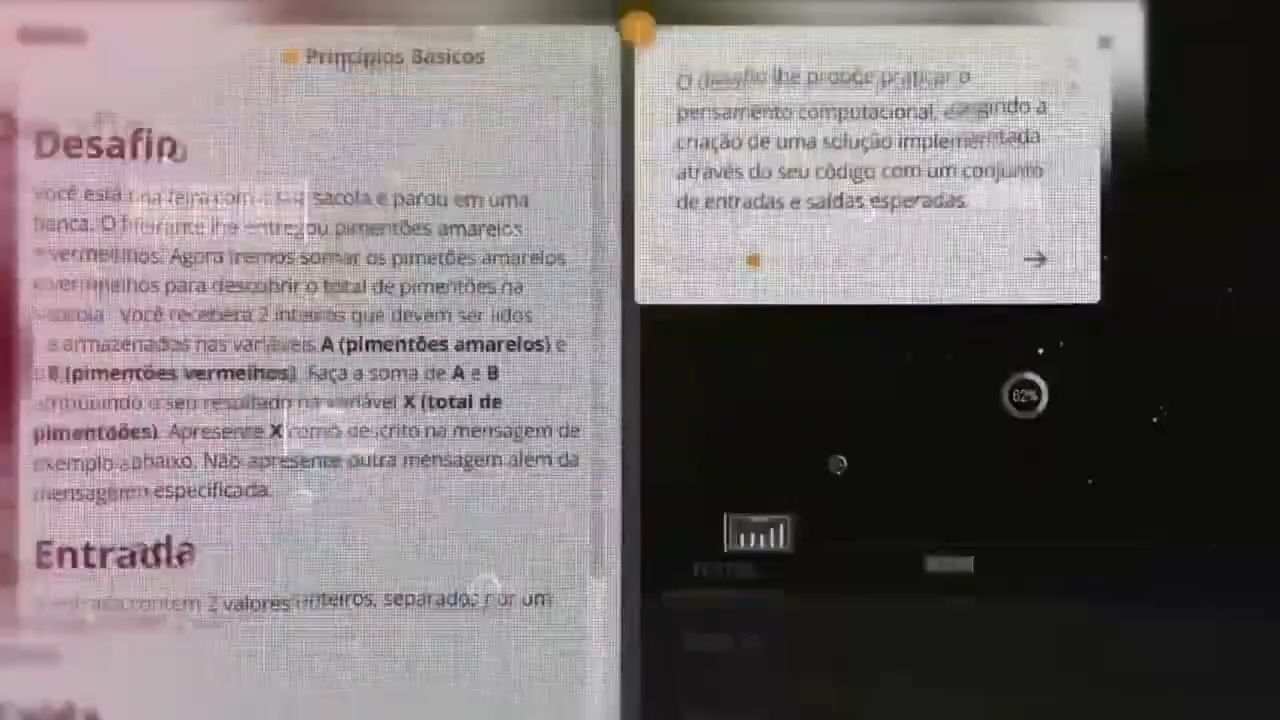 Princípios Basicos
Desafio
você está na feira com sacola e parou em uma
banca. O feirante lhe entregou pimentões amarelos
vermelhos. Agora iremos somar os pimetões amarelos
e vermelhos para descobrir o total de pimentões na
sacola. Você receberá 2 inteiros que devem ser lidos
e armazenados nas variáveis A (pimentões amarelos) e
B (pimentões vermelhos). Faça a soma de A e B
atribuindo o seu resultado na variável X (total de
pimentões). Apresente X como descrito na mensagem de
exemplo abaixo. Não apresente outra mensagem além da
mensagem especificada.
Entrada
contém 2 valores inteiros, separados por um
O desafio lhe propõe praticar o
pensamento computacional, exigindo a
criação de uma solução implementada
através do seu código com um conjunto
de entradas e saídas esperadas.
62%